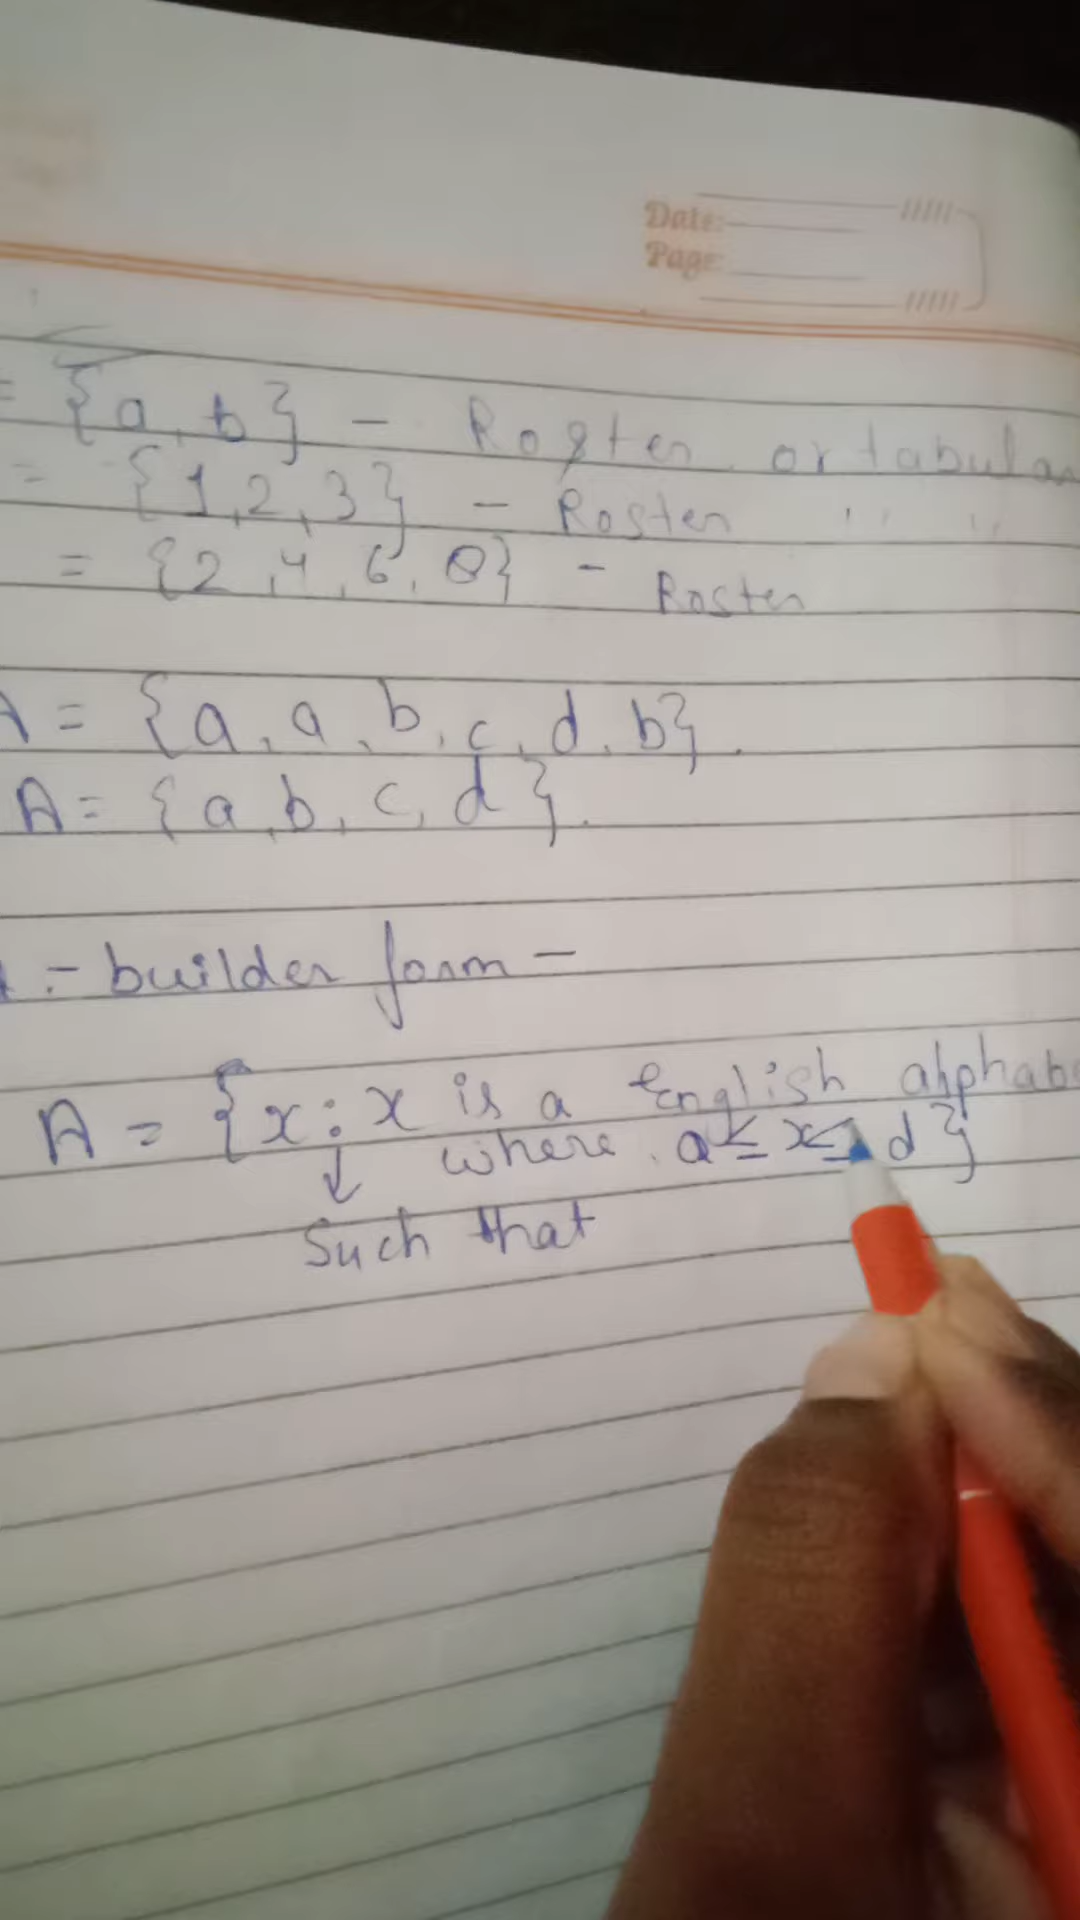 Date:
Page:
= {a, b} - Roster or tabular
= {1, 2, 3} - Roster " "
= {2, 4, 6, 8} - Roster
A = {a, a, b, c, d, b}.
A = {a, b, c, d}.
:- builder form -
A = {x : x is a English alphab
where a ≤ x ≤ d}
↓
Such that